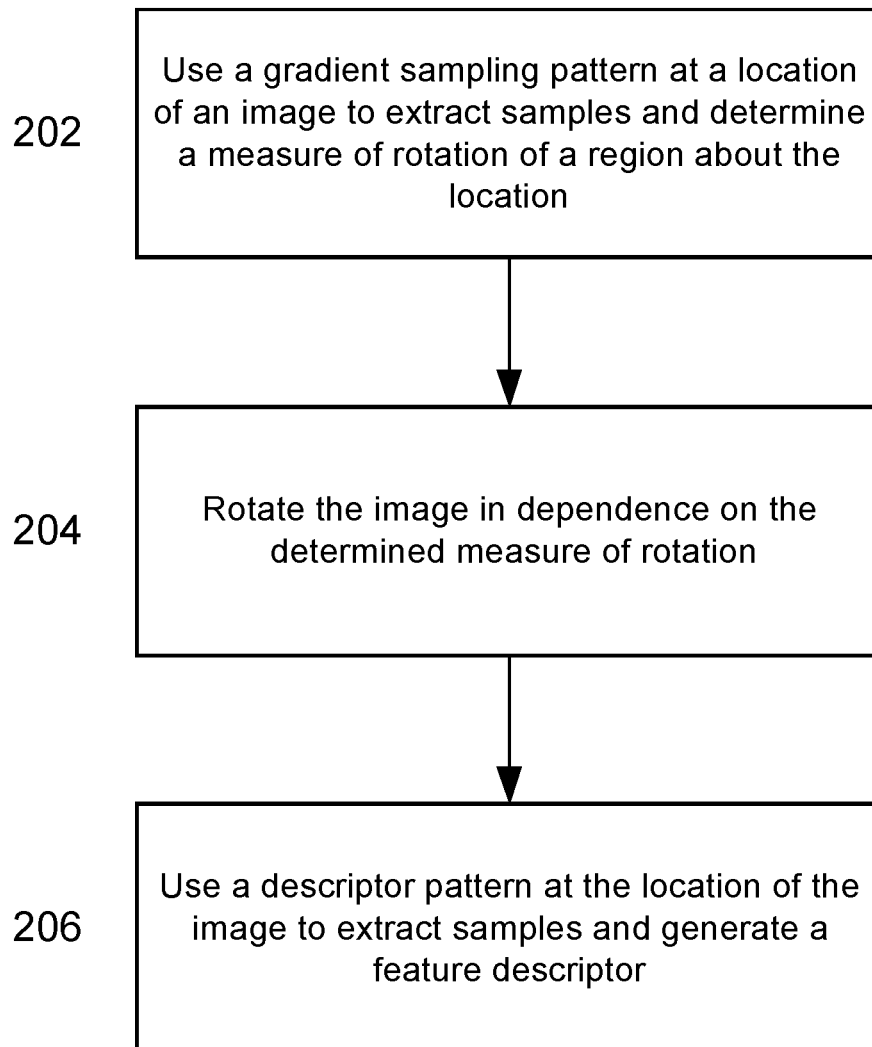 Use a gradient sampling pattern at a location
of an image to extract samples and determine
202
a measure of rotation of a region about the
location
Rotate the image in dependence on the
204
determined measure of rotation
Use a descriptor pattern at the location of the
206
image to extract samples and generate a
feature descriptor